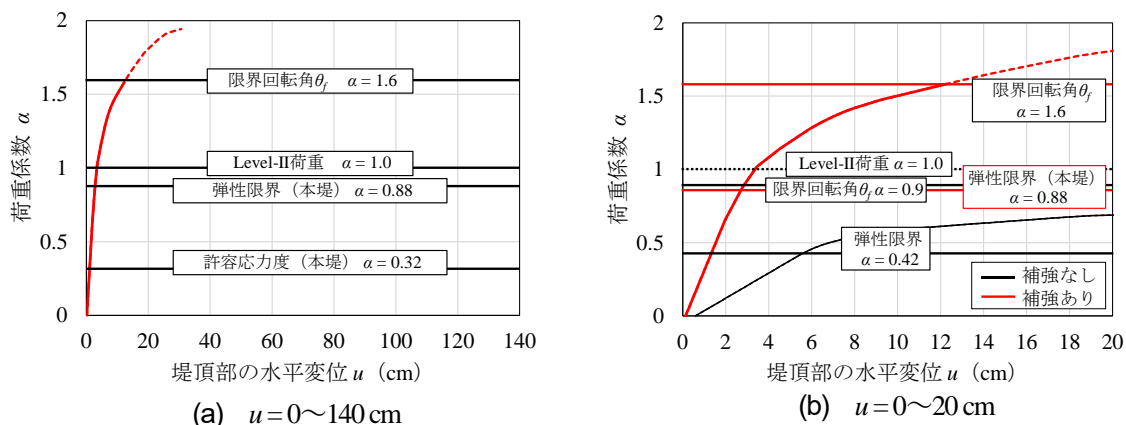 2
1.5
1
0.5
0
荷重係数 α
限界回転角θf α = 1.6
Level-II荷重 α = 1.0
弾性限界（本堤）α = 0.88
許容応力度（本堤）α = 0.32
0 20 40 60 80 100 120 140
堤頂部の水平変位 u（cm）
(a) u = 0～140 cm
2
1.5
1
0.5
0
荷重係数 α
限界回転角θf
α = 1.6
Level-II荷重 α = 1.0
限界回転角θf α = 0.9
弾性限界（本堤）
α = 0.88
弾性限界
α = 0.42
補強なし
補強あり
0 2 4 6 8 10 12 14 16 18 20
堤頂部の水平変位 u（cm）
(b) u = 0～20 cm